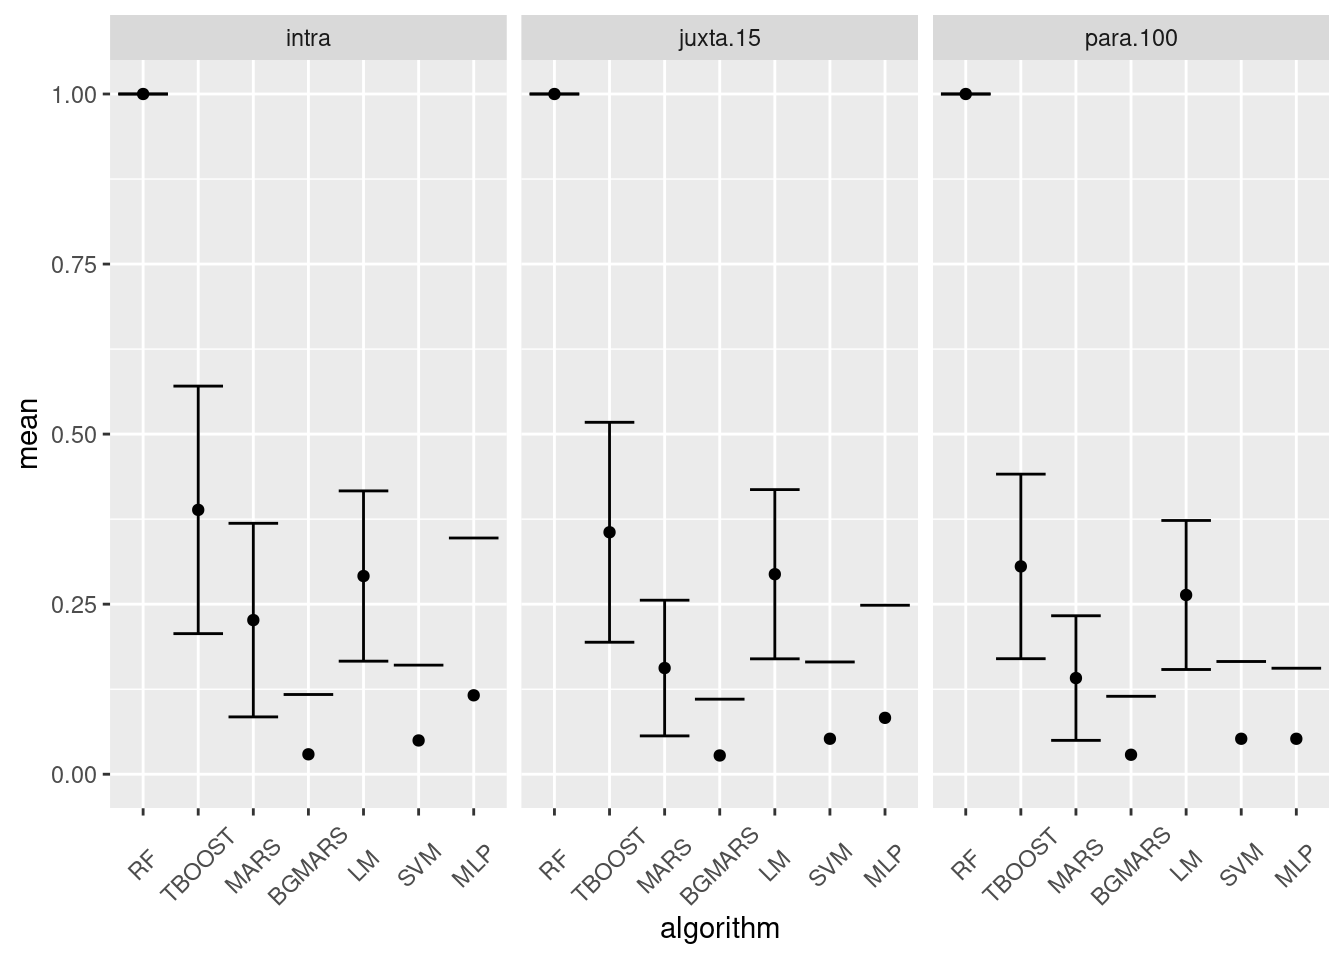 intra juxta.15 para.100
1.00
0.75
0.50
0.25
0.00
mean
RF TBOOST MARS BGMARS LM SVM MLP RF TBOOST MARS BGMARS LM SVM MLP RF TBOOST MARS BGMARS LM SVM MLP
algorithm